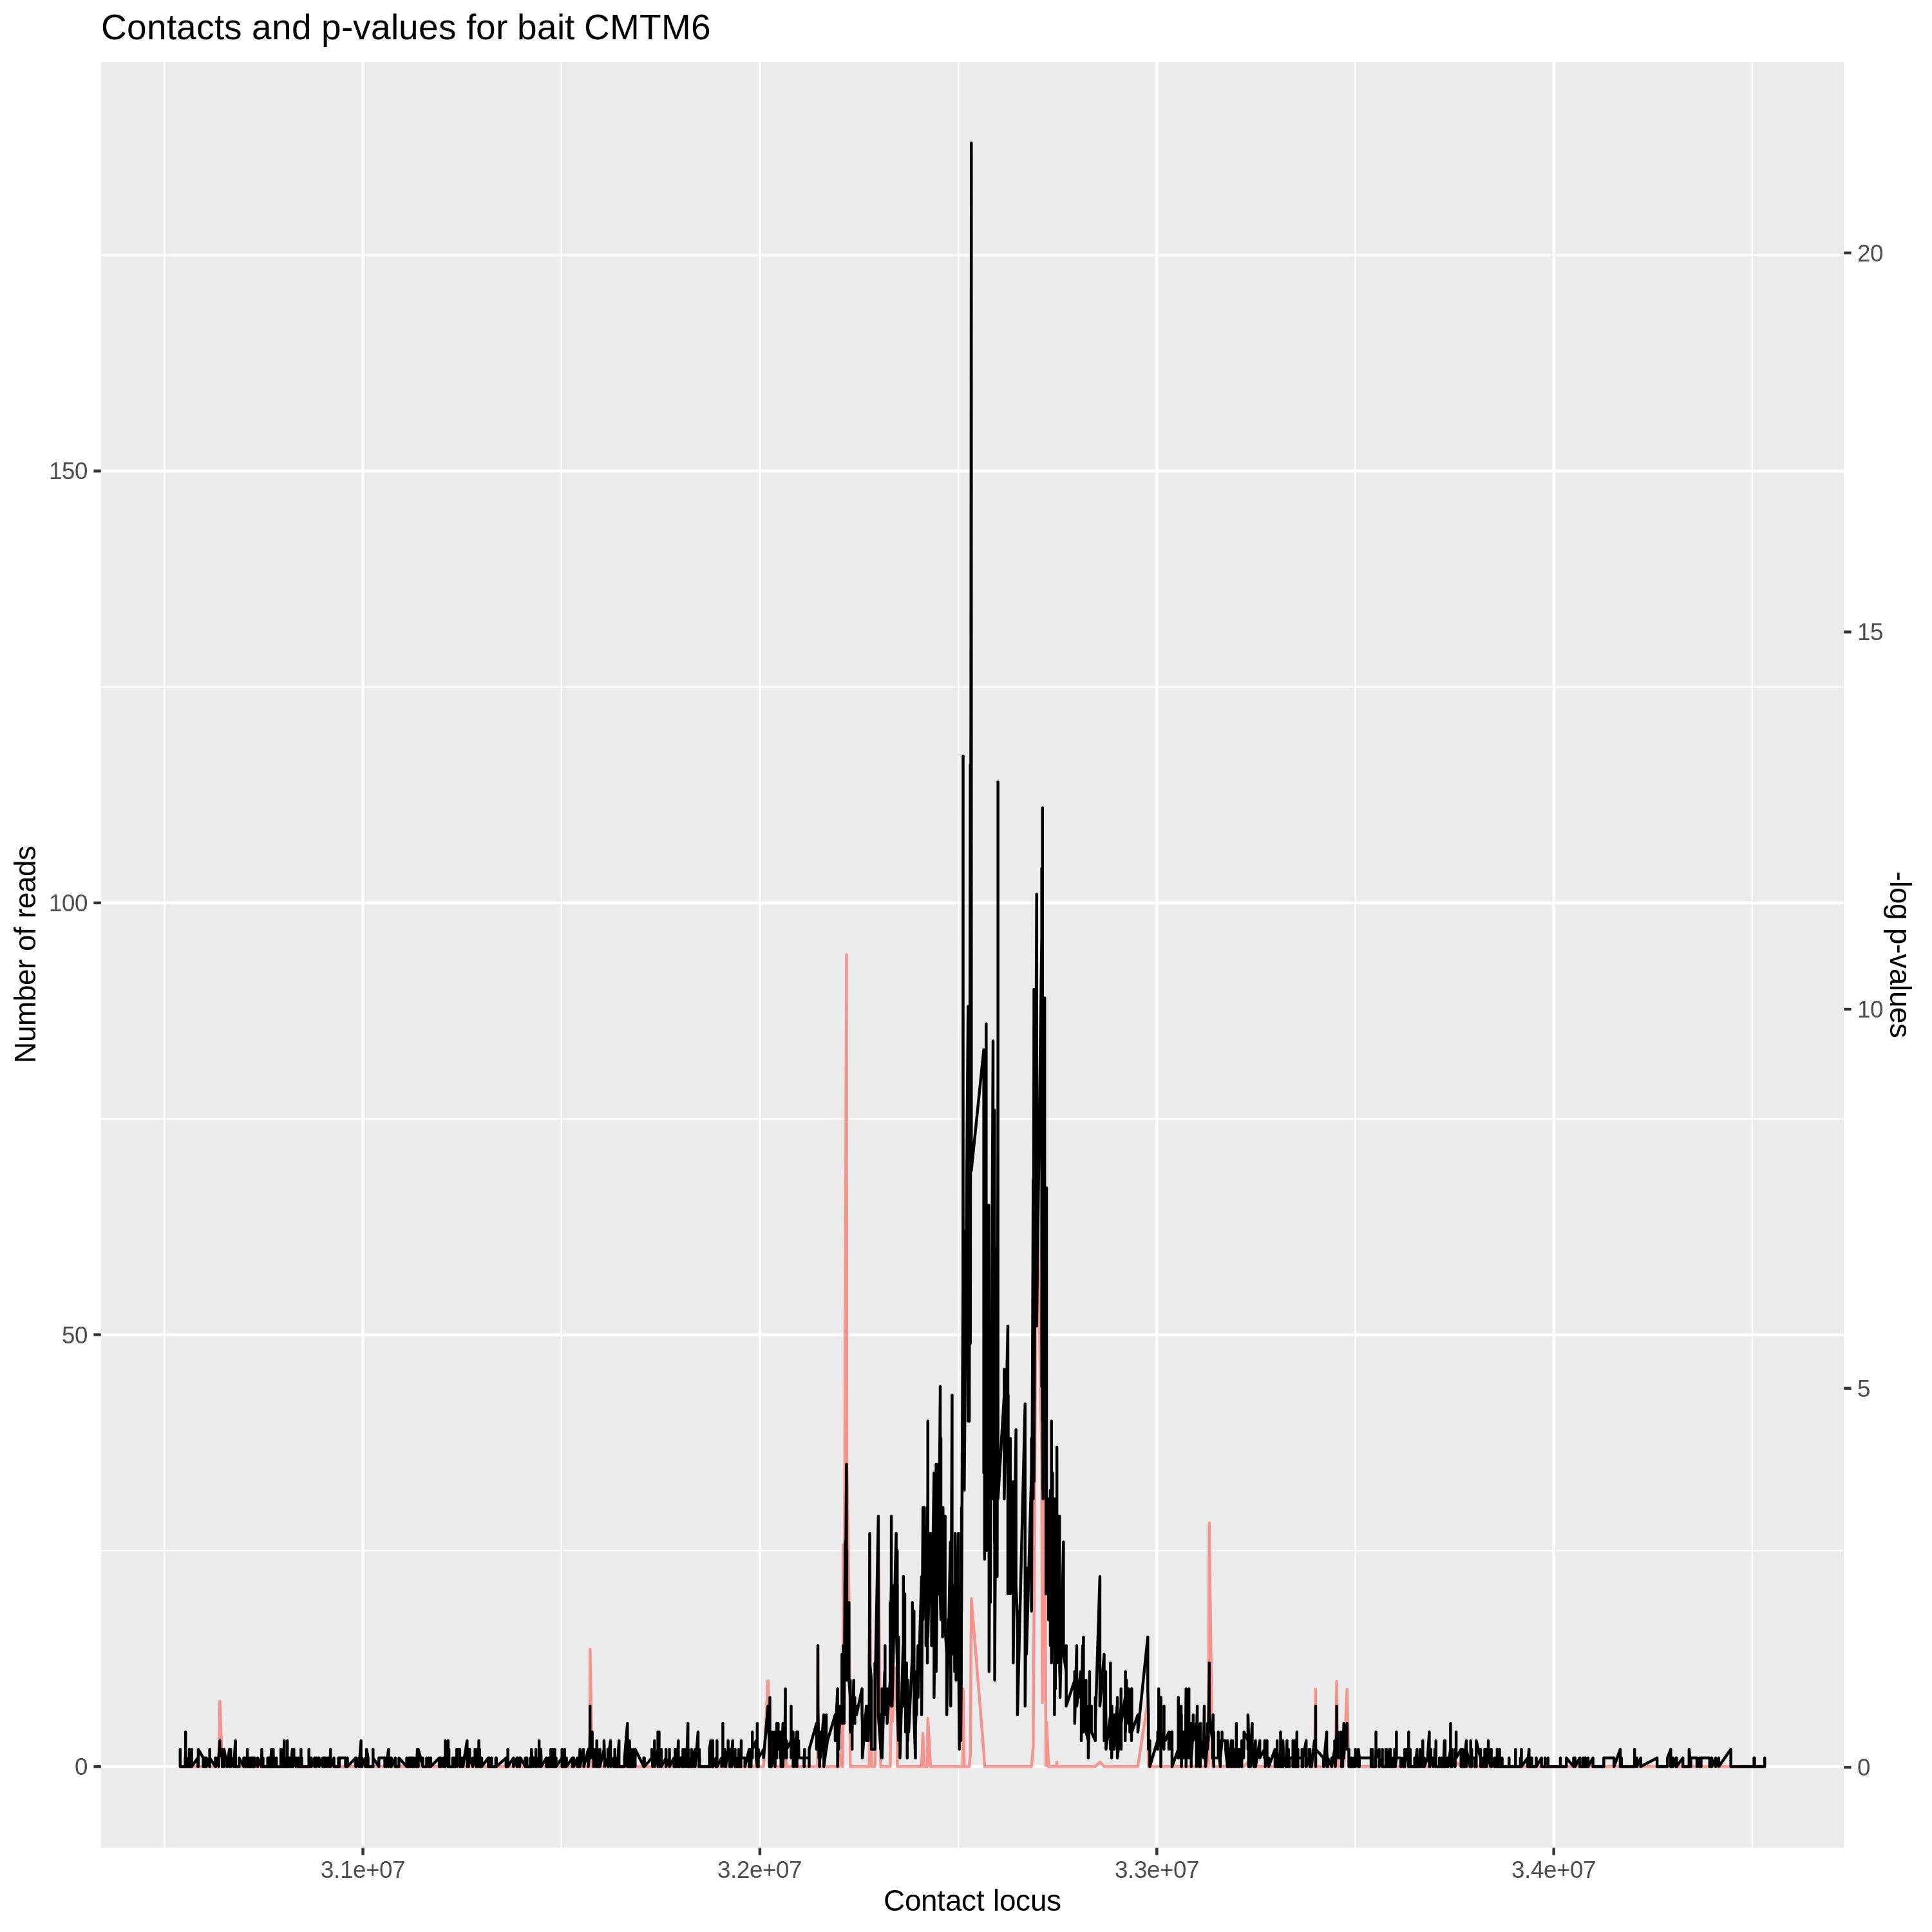 Contacts and p-values for bait CMTM6
Number of reads
150
100
50
0
20
15
10
5
0
-log p-values
3.1e+07
3.2e+07
3.3e+07
3.4e+07
Contact locus